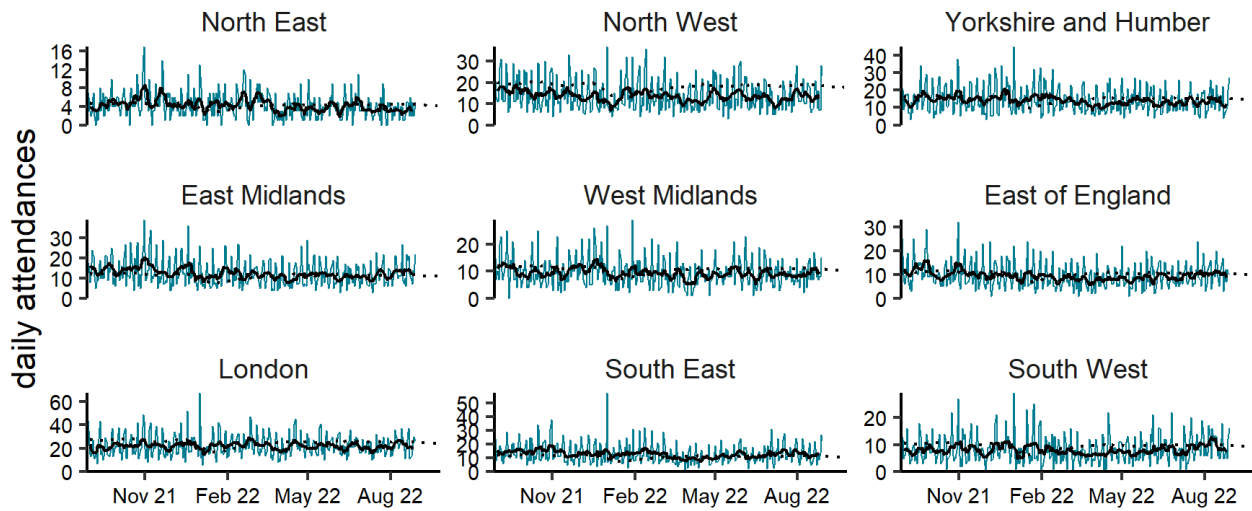 daily attendances
North East
16
12
8
4
0
North West
30
20
10
0
Yorkshire and Humber
40
30
20
10
0
East Midlands
30
20
10
0
West Midlands
20
10
0
East of England
30
20
10
0
London
60
40
20
0
Nov 21 Feb 22 May 22 Aug 22
South East
50
40
30
20
10
0
Nov 21 Feb 22 May 22 Aug 22
South West
20
10
0
Nov 21 Feb 22 May 22 Aug 22